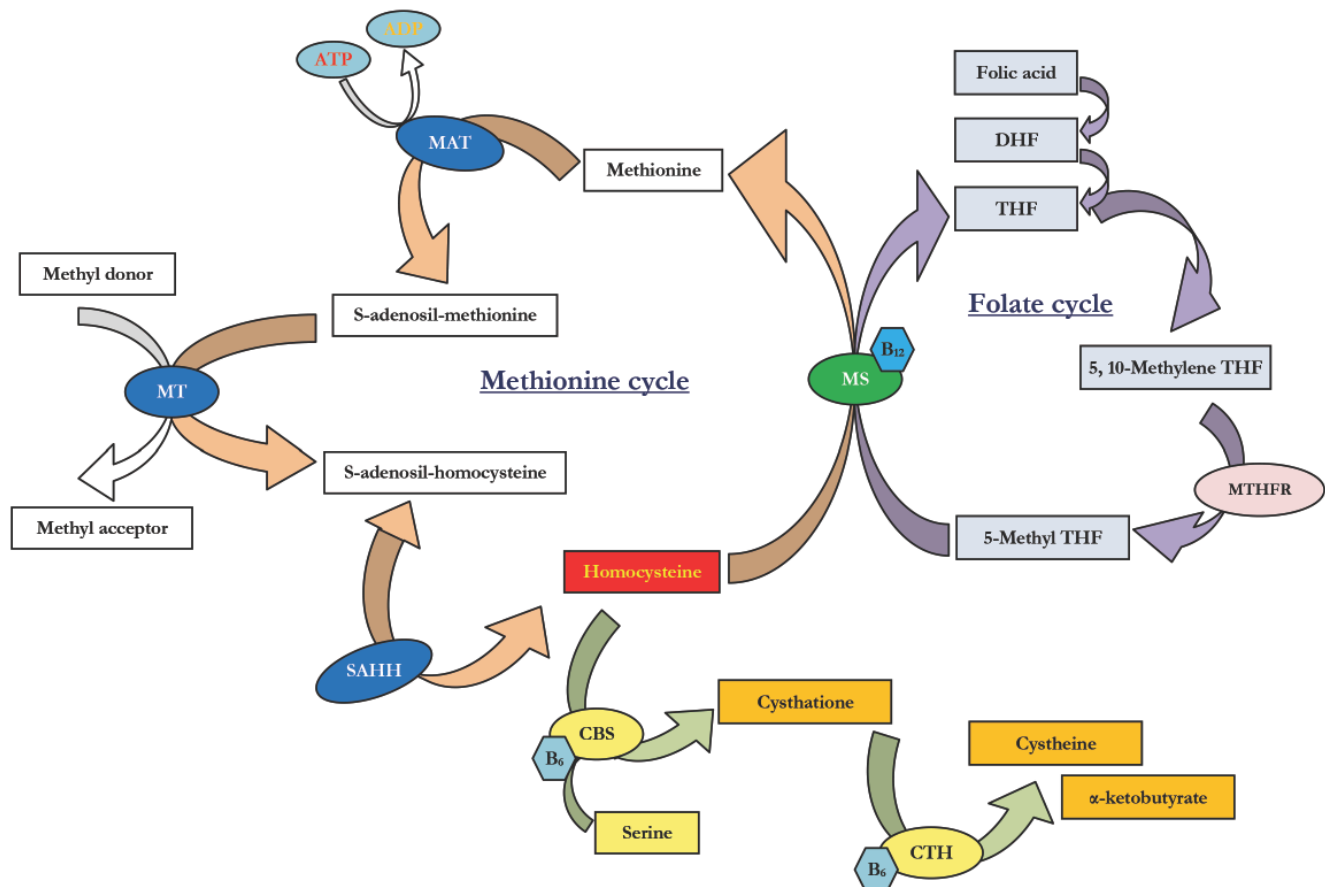 ADP
ATP
Folic acid
MAT
DHF
Methionine
THF
Methyl donor
S-adenosil-methionine
Folate cycle
B₁₂
5, 10-Methylene THF
Methionine cycle
MS
MT
S-adenosil-homocysteine
MTHFR
Methyl acceptor
5-Methyl THF
Homocysteine
SAHH
Cysthatione
CBS
Cystheine
B₆
α-ketobutyrate
Serine
CTH
B₆